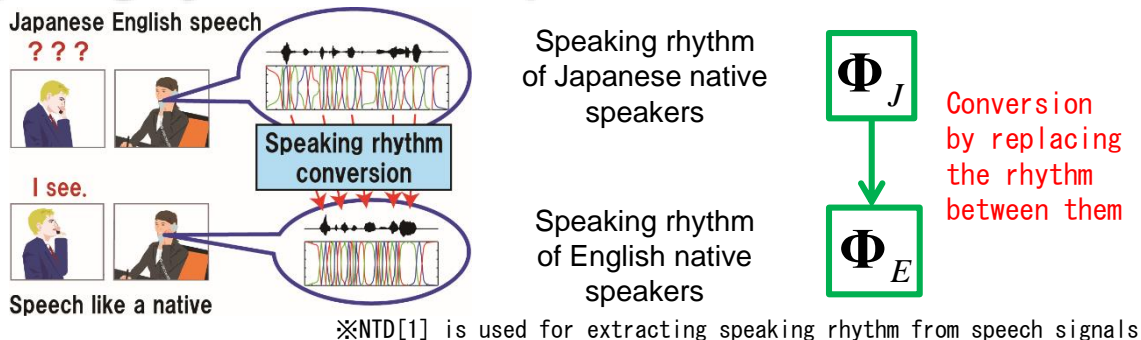 Japanese English speech
? ? ?
Speaking rhythm
conversion
I see.
Speech like a native
Speaking rhythm
of Japanese native
speakers
Φ_J
Conversion
by replacing
the rhythm
between them
Speaking rhythm
of English native
speakers
Φ_E
※NTD[1] is used for extracting speaking rhythm from speech signals